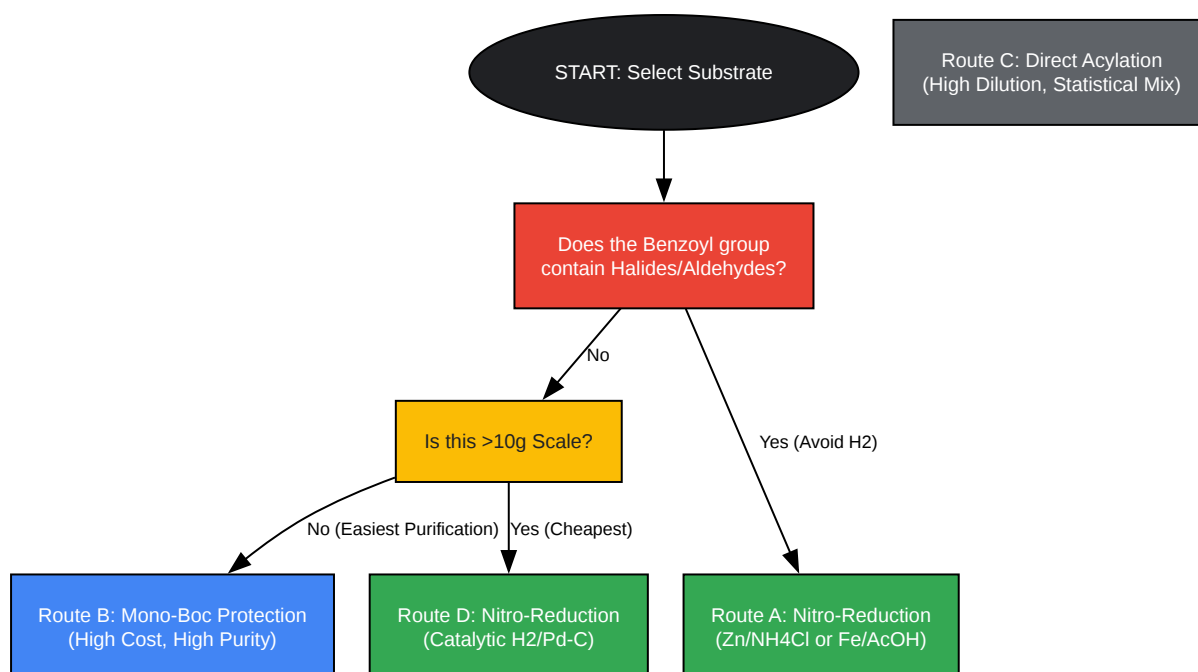 START: Select Substrate
Route C: Direct Acylation
(High Dilution, Statistical Mix)
Does the Benzoyl group
contain Halides/Aldehydes?
No
Is this >10g Scale?
Yes (Avoid H2)
No (Easiest Purification)
Yes (Cheapest)
Route B: Mono-Boc Protection
(High Cost, High Purity)
Route D: Nitro-Reduction
(Catalytic H2/Pd-C)
Route A: Nitro-Reduction
(Zn/NH4Cl or Fe/AcOH)